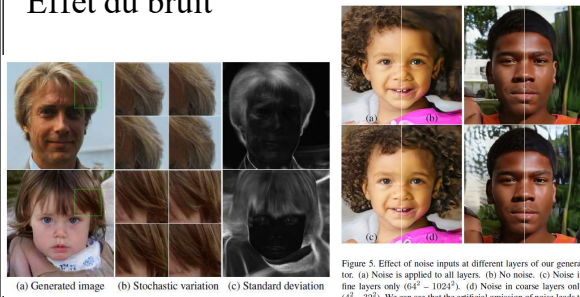 Effet du bruit
(a)
(b)
(c)
(d)
(a) Generated image (b) Stochastic variation (c) Standard deviation
Figure 5. Effect of noise inputs at different layers of our genera
tor. (a) Noise is applied to all layers. (b) No noise. (c) Noise i
fine layers only (64² – 1024²). (d) Noise in coarse layers onl